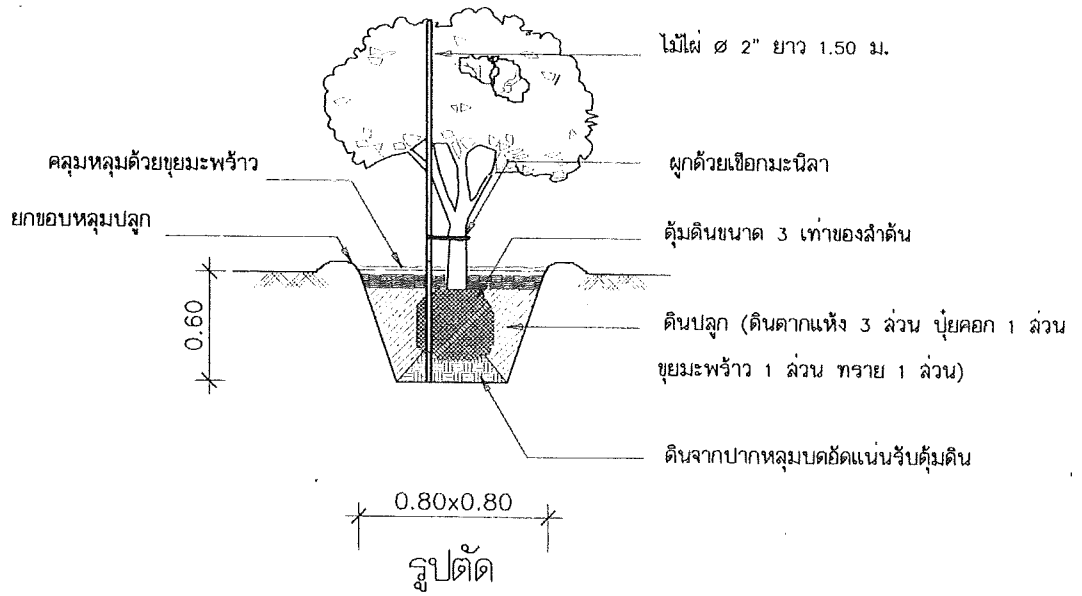 ไม้ไผ่ Ø 2" ยาว 1.50 ม.
คลุมหลุมด้วยขุยมะพร้าว
ผูกด้วยเชือกมะนิลา
ยกขอบหลุมปลูก
ตุ้มดินขนาด 3 เท่าของลำต้น
0.60
ดินปลูก (ดินตากแห้ง 3 ส่วน ปุ๋ยคอก 1 ส่วน
ขุยมะพร้าว 1 ส่วน ทราย 1 ส่วน)
ดินจากปากหลุมบดอัดแน่นรับตุ้มดิน
0.80x0.80
รูปตัด